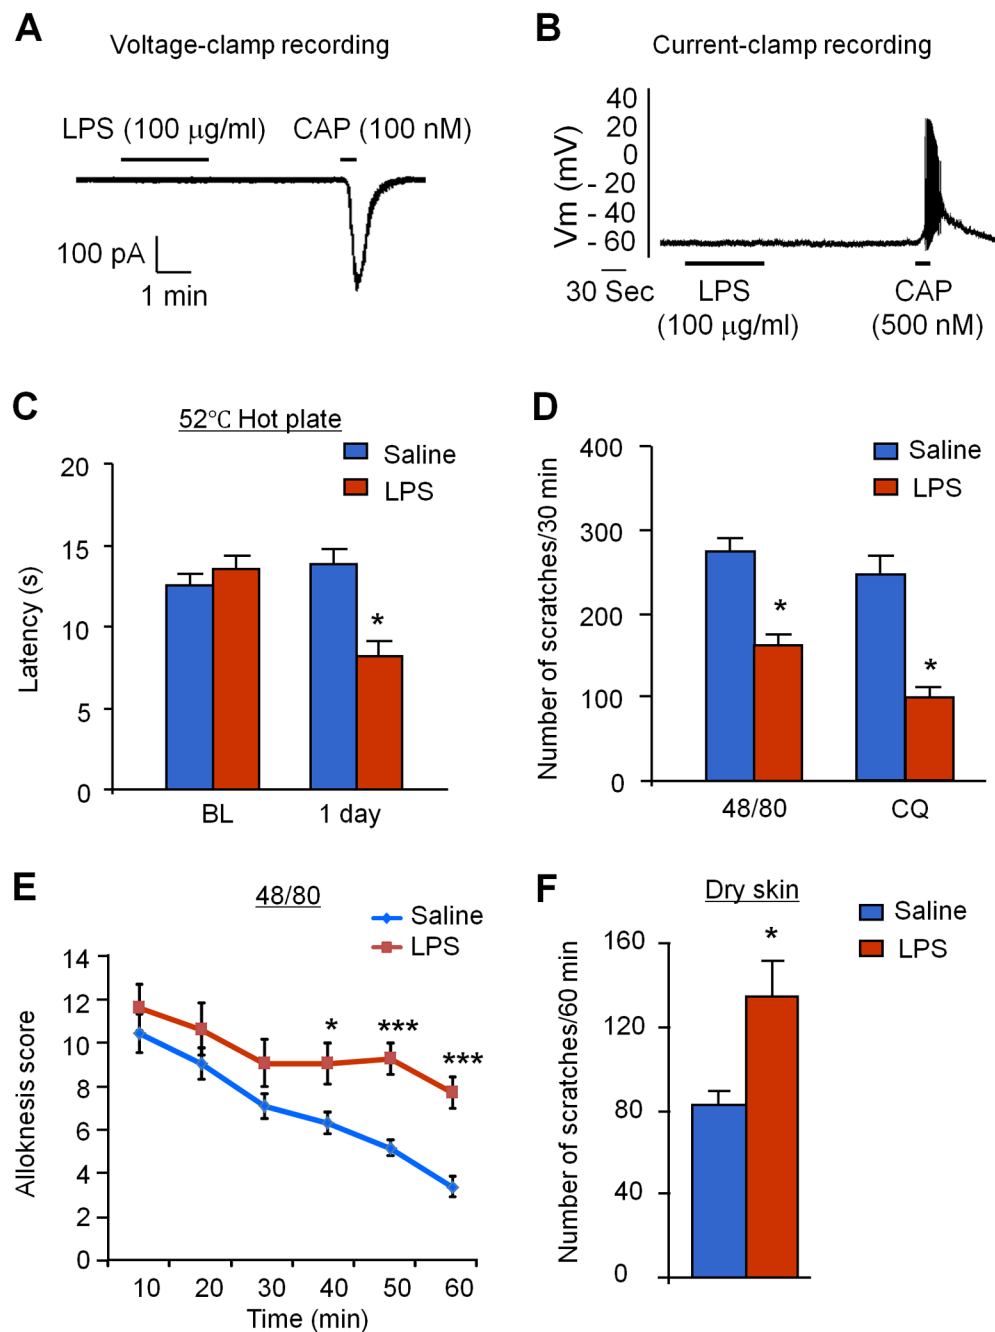 A
Voltage-clamp recording
LPS (100 µg/ml)
CAP (100 nM)
100 pA
1 min
B
Current-clamp recording
Vm (mV)
40
20
0
- 20
- 40
- 60
30 Sec
LPS
(100 µg/ml)
CAP
(500 nM)
C
52℃ Hot plate
Saline
LPS
Latency (s)
20
15
10
5
0
*
BL
1 day
D
Saline
LPS
Number of scratches/30 min
400
300
200
100
0
*
*
48/80
CQ
E
48/80
Saline
LPS
Alloknesis score
14
12
10
8
6
4
2
0
*
***
***
10
20
30
40
50
60
Time (min)
F
Dry skin
Saline
LPS
Number of scratches/60 min
160
120
80
40
0
*